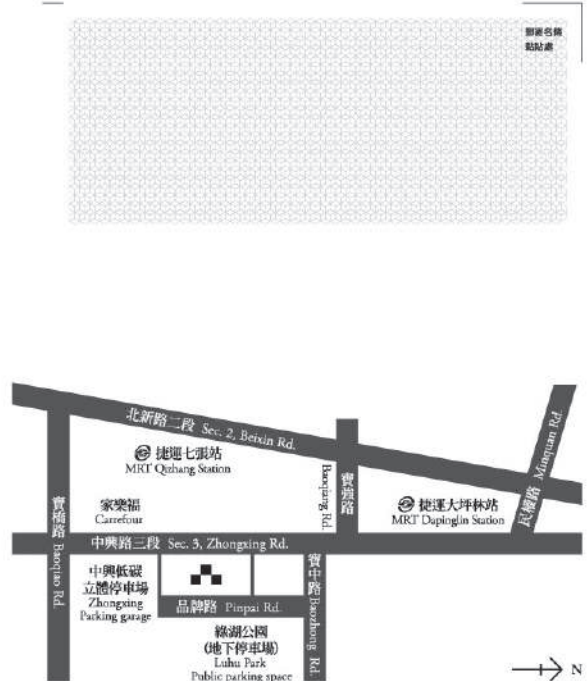 黏貼處
北新路二段 Sec. 2, Beixin Rd.
捷運七張站
MRT Qizhang Station
寶強路
Baoqiang Rd.
捷運大坪林站
MRT Dapinglin Station
民權路 Minquan Rd.
寶橋路 Baoqiao Rd.
家樂福
Carrefour
中興路三段 Sec. 3, Zhongxing Rd.
中興低碳
立體停車場
Zhongxing
Parking garage
品牌路 Pinpai Rd.
寶中路 Baozhong Rd.
綠湖公園
(地下停車場)
Luhu Park
Public parking space
N